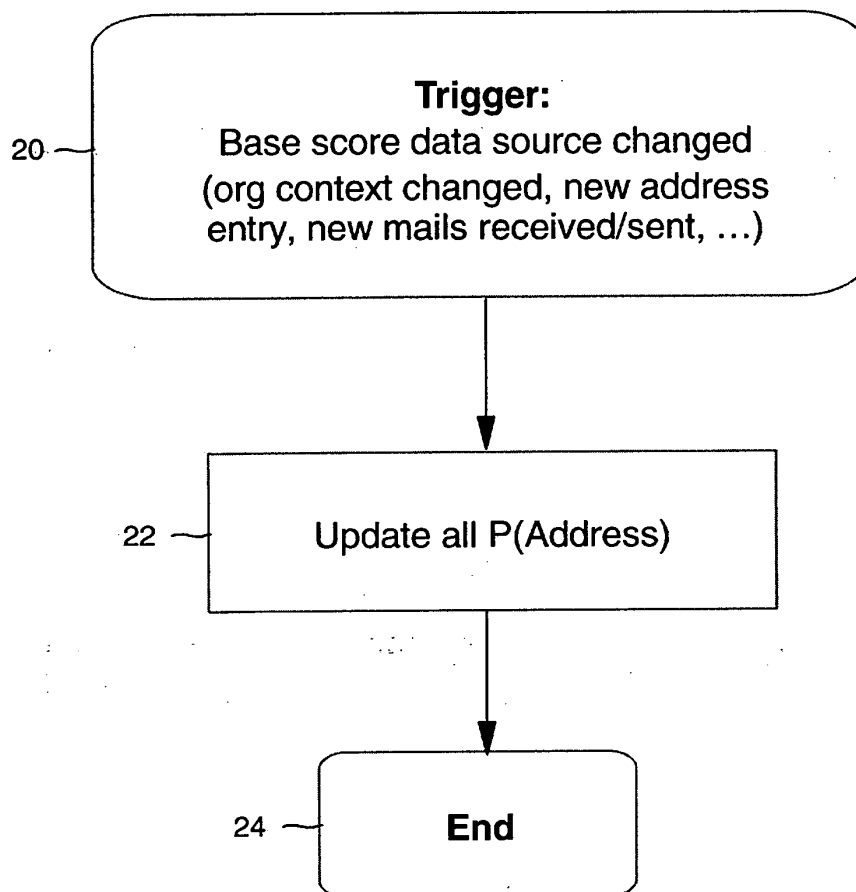 Trigger:
20
Base score data source changed
(org context changed, new address
entry, new mails received/sent, ...)
22
Update all P(Address)
24
End